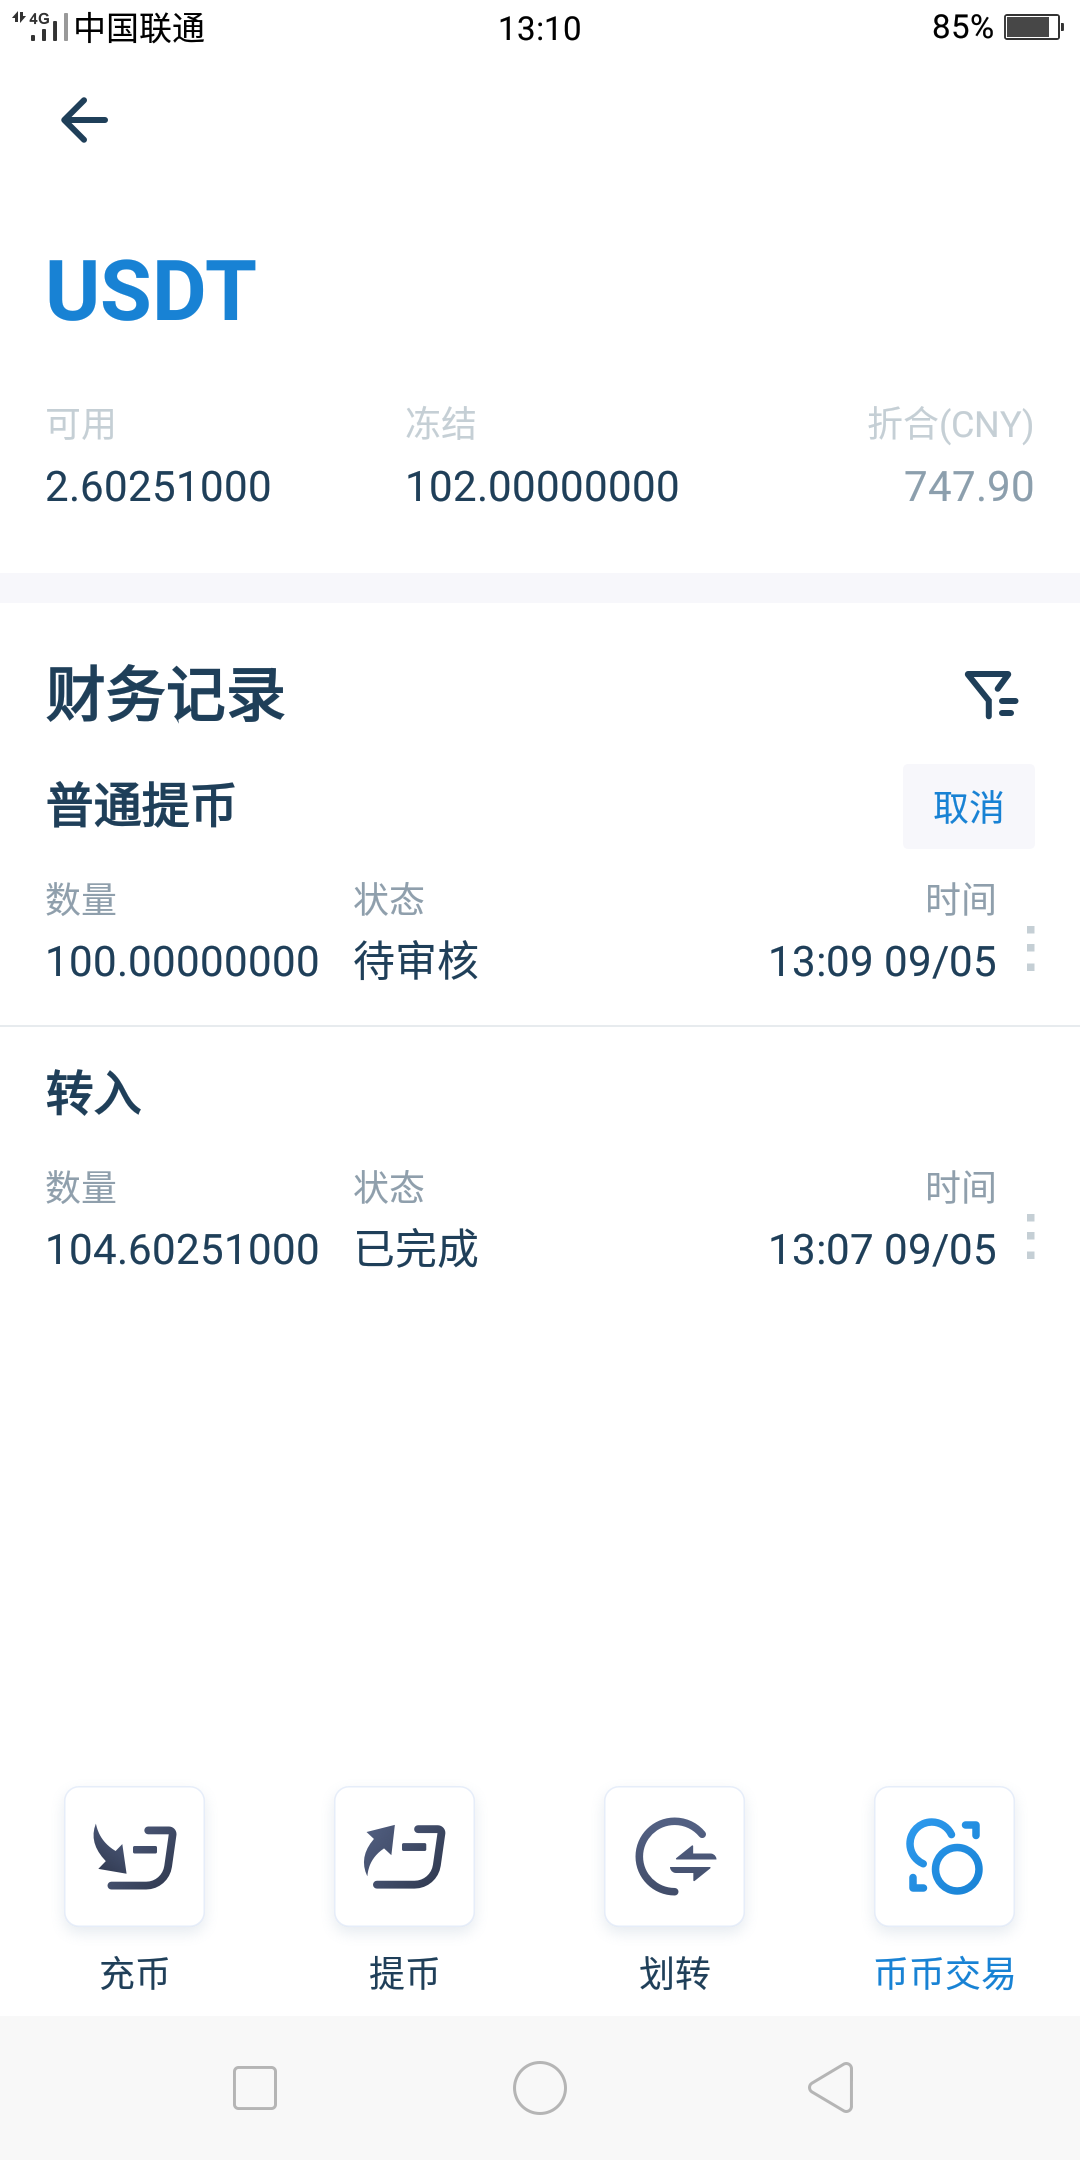 4G 中国联通 13:10 85%
USDT
可用 冻结 折合(CNY)
2.60251000 102.00000000 747.90
财务记录
普通提币 取消
数量 状态 时间
100.00000000 待审核 13:09 09/05
转入
数量 状态 时间
104.60251000 已完成 13:07 09/05
充币 提币 划转 币币交易